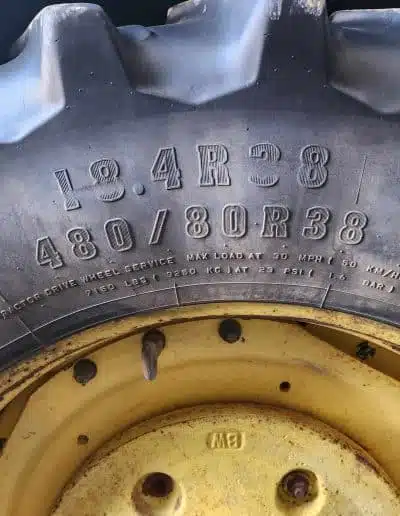 18.4R38
480/80R38
TRACTOR DRIVE WHEEL SERVICE MAX LOAD AT 30 MPH ( 50 KM/H
7150 LBS ( 3250 KG ) AT 23 PSI ( 1.6 BAR )